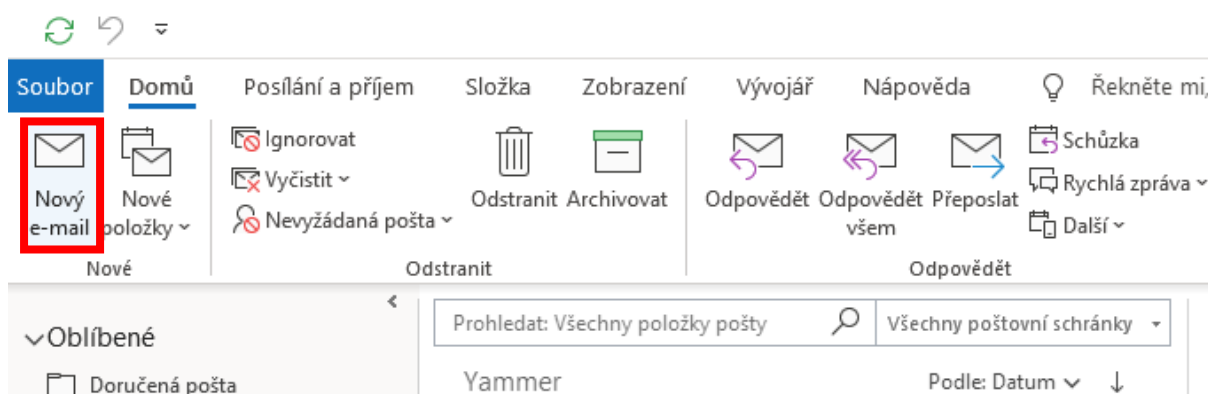 Soubor Domů Posílání a příjem Složka Zobrazení Vývojář Nápověda Řekněte mi,
Nový
e-mail
Nové
položky
Ignorovat
Vyčistit
Nevyžádaná pošta
Odstranit
Archivovat
Odpovědět
Odpovědět
všem
Přeposlat
Schůzka
Rychlá zpráva
Další
Nové
Odstranit
Odpovědět
Oblíbené
Doručená pošta
Prohledat: Všechny položky pošty
Všechny poštovní schránky
Yammer
Podle: Datum